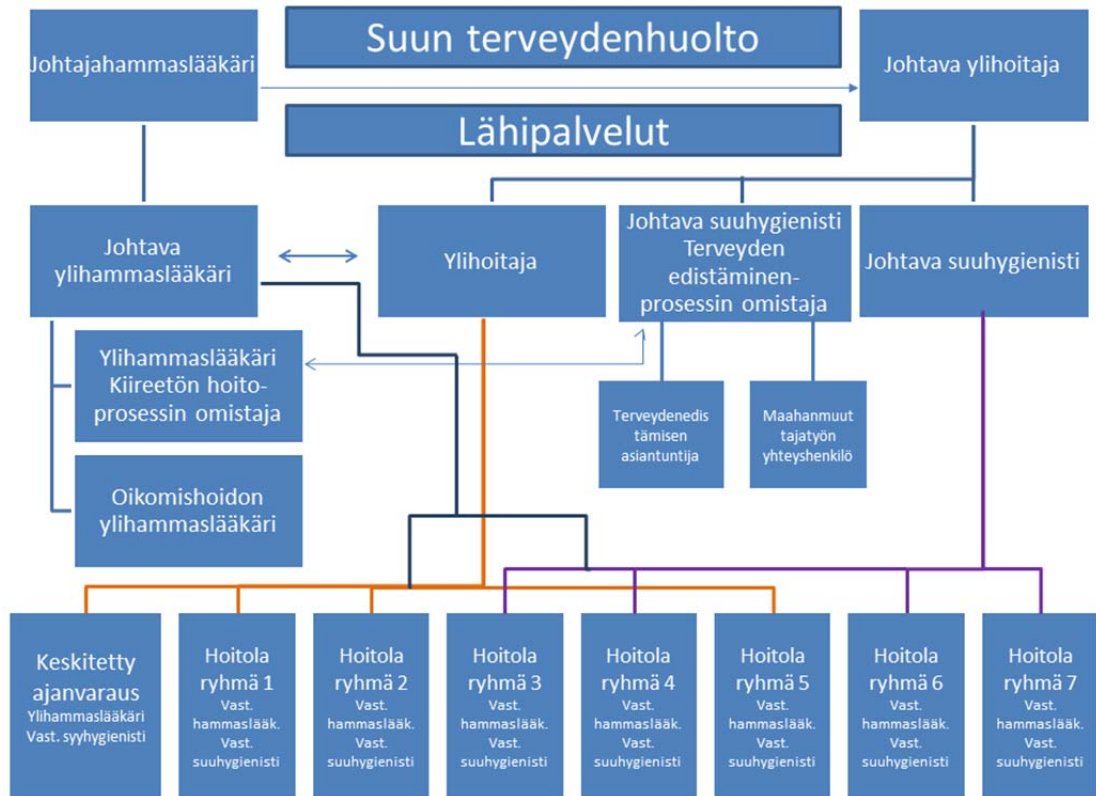 Suun terveydenhuolto
Johtajahammaslääkäri
Johtava ylihoitaja
Lähipalvelut
Johtava
ylihammaslääkäri
Ylihoitaja
Johtava suuhygienisti
Terveyden
edistäminen-
prosessin omistaja
Johtava suuhygienisti
Ylihammaslääkäri
Kiireetön hoito-
prosessin omistaja
Terveydenedis
tämisen
asiantuntija
Maahanmuut
tajatyön
yhteyshenkilö
Oikomishoidon
ylihammaslääkäri
Keskitetty
ajanvaraus
Ylihammaslääkäri
Vast. syyhygienisti
Hoitola
ryhmä 1
Vast.
hammaslääk.
Vast.
suuhygienisti
Hoitola
ryhmä 2
Vast.
hammaslääk.
Vast.
suuhygienisti
Hoitola
ryhmä 3
Vast.
hammaslääk.
Vast.
suuhygienisti
Hoitola
ryhmä 4
Vast.
hammaslääk.
Vast.
suuhygienisti
Hoitola
ryhmä 5
Vast.
hammaslääk.
Vast.
suuhygienisti
Hoitola
ryhmä 6
Vast.
hammaslääk.
Vast.
suuhygienisti
Hoitola
ryhmä 7
Vast.
hammaslääk.
Vast.
suuhygienisti